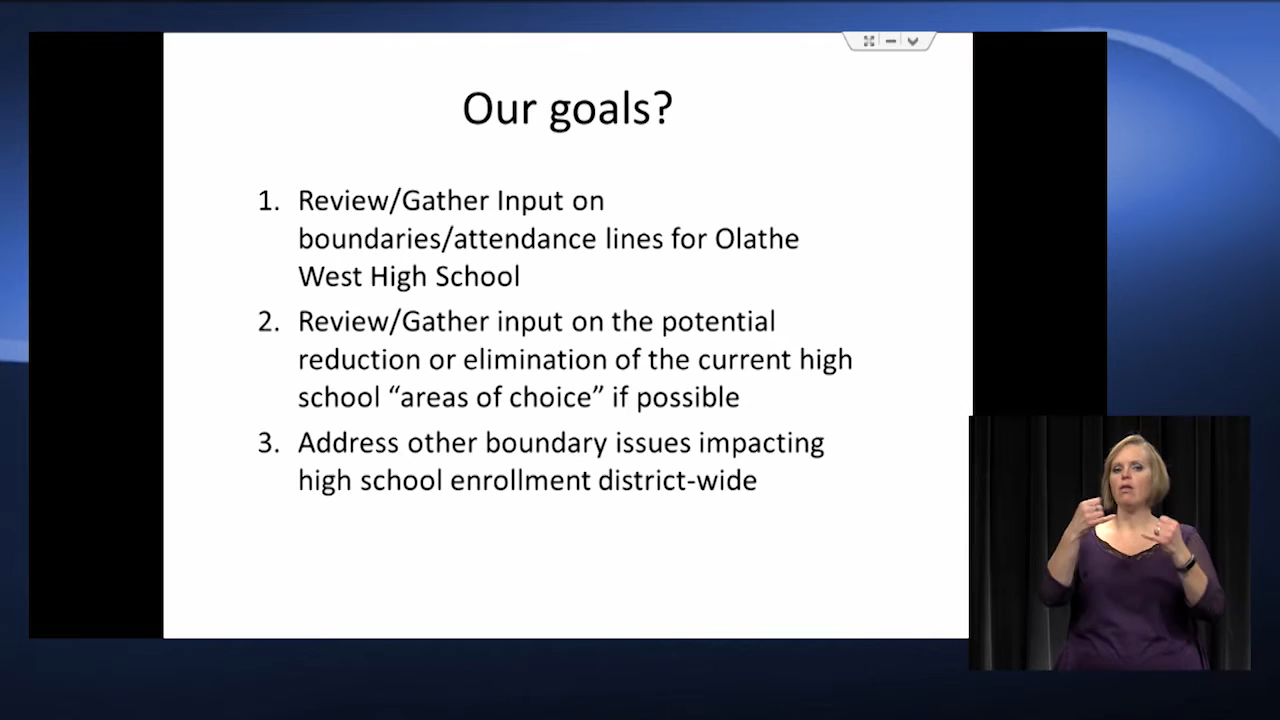 Our goals?
1. Review/Gather Input on
boundaries/attendance lines for Olathe
West High School
2. Review/Gather input on the potential
reduction or elimination of the current high
school “areas of choice” if possible
3. Address other boundary issues impacting
high school enrollment district-wide